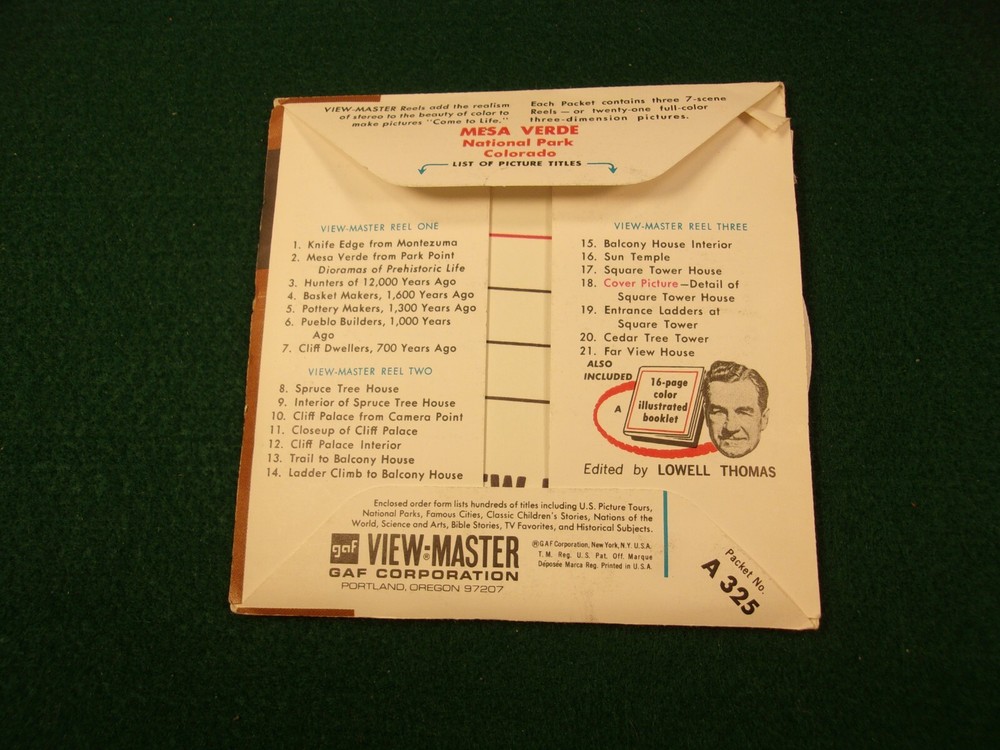 VIEW-MASTER Reels add the realism
of stereo to the beauty of color to
make pictures "Come to Life."
Each Packet contains three 7-scene
Reels — or twenty-one full-color
three-dimension pictures.
MESA VERDE
National Park
Colorado
LIST OF PICTURE TITLES
VIEW-MASTER REEL ONE
1. Knife Edge from Montezuma
2. Mesa Verde from Park Point
Dioramas of Prehistoric Life
3. Hunters of 12,000 Years Ago
4. Basket Makers, 1,600 Years Ago
5. Pottery Makers, 1,300 Years Ago
6. Pueblo Builders, 1,000 Years
Ago
7. Cliff Dwellers, 700 Years Ago
VIEW-MASTER REEL TWO
8. Spruce Tree House
9. Interior of Spruce Tree House
10. Cliff Palace from Camera Point
11. Closeup of Cliff Palace
12. Cliff Palace Interior
13. Trail to Balcony House
14. Ladder Climb to Balcony House
VIEW-MASTER REEL THREE
15. Balcony House Interior
16. Sun Temple
17. Square Tower House
18. Cover Picture—Detail of
Square Tower House
19. Entrance Ladders at
Square Tower
20. Cedar Tree Tower
21. Far View House
ALSO
INCLUDED
A
16-page
color
illustrated
booklet
Edited by LOWELL THOMAS
Enclosed order form lists hundreds of titles including U.S. Picture Tours,
National Parks, Famous Cities, Classic Children's Stories, Nations of the
World, Science and Arts, Bible Stories, TV Favorites, and Historical Subjects.
gaf VIEW-MASTER®
GAF CORPORATION
PORTLAND, OREGON 97207
®GAF Corporation, New York, N.Y. U.S.A.
T. M. Reg. U.S. Pat. Off. Marque
Déposée Marca Reg. Printed in U.S.A.
Packet No.
A 325